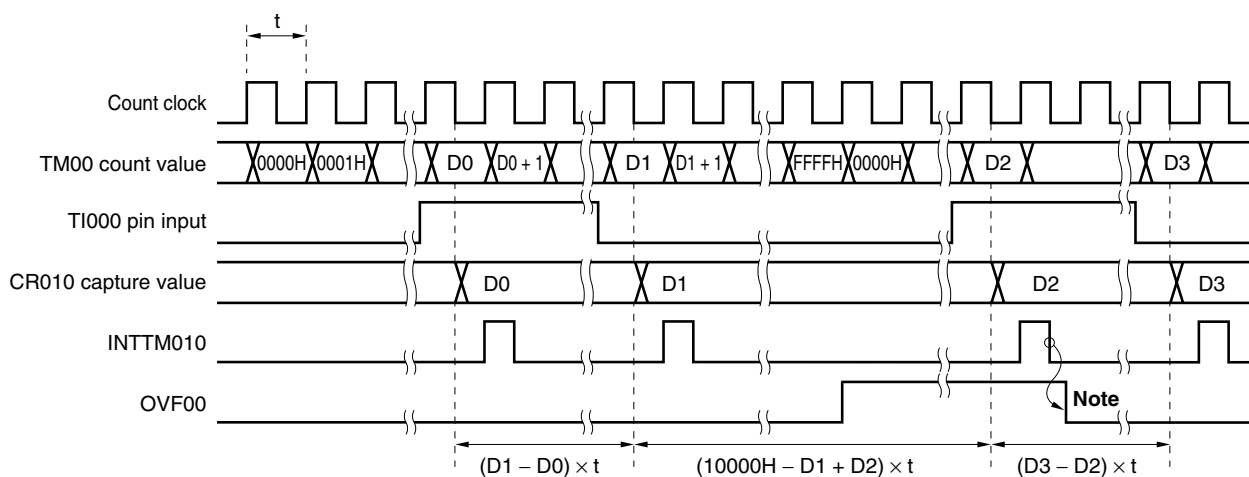 t
Count clock
TM00 count value 0000H 0001H D0 D0 + 1 D1 D1 + 1 FFFFH 0000H D2 D3
TI000 pin input
CR010 capture value D0 D1 D2 D3
INTTM010
OVF00 Note
(D1 − D0) × t (10000H − D1 + D2) × t (D3 − D2) × t